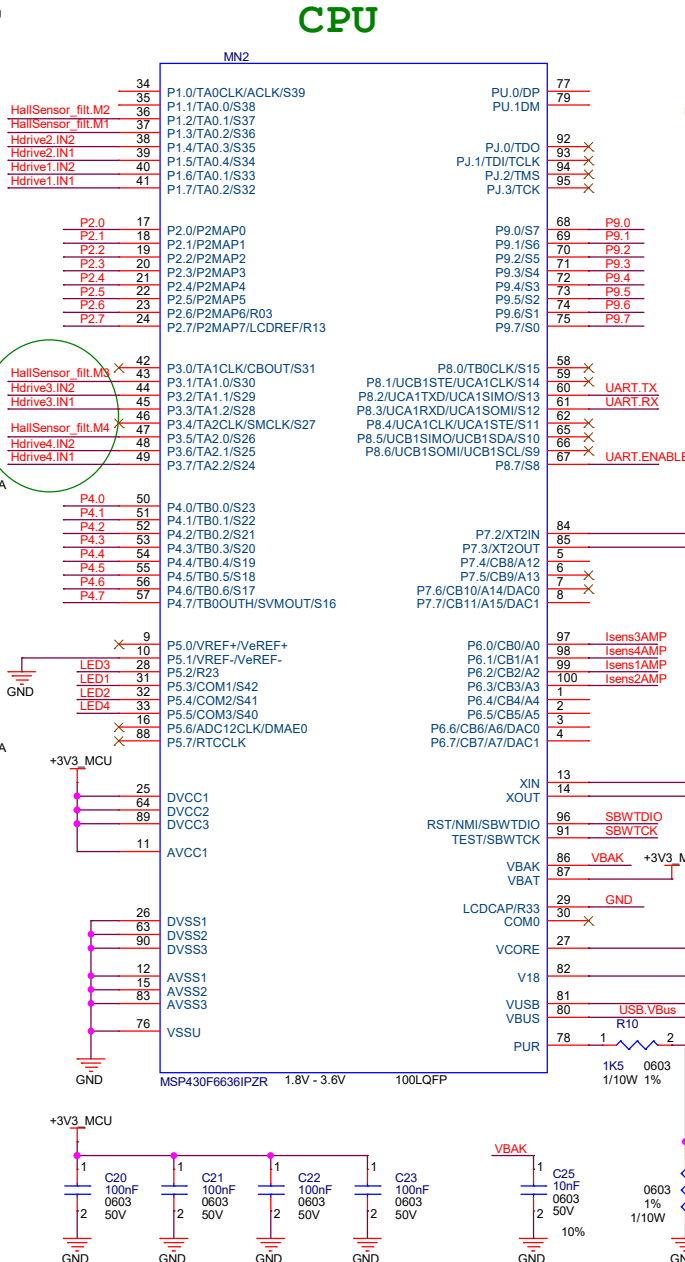 CPU
MN2
34 P1.0/TA0CLK/ACLK/S39
35 P1.1/TA0.0/S38
HallSensor_filt.M2 36 P1.2/TA0.1/S37
HallSensor_filt.M1 37 P1.3/TA0.2/S36
Hdrive2.IN2 38 P1.4/TA0.3/S35
Hdrive2.IN1 39 P1.5/TA0.4/S34
Hdrive1.IN2 40 P1.6/TA0.1/S33
Hdrive1.IN1 41 P1.7/TA0.2/S32
PU.0/DP 77
PU.1DM 79
PJ.0/TDO 92
PJ.1/TDI/TCLK 93
PJ.2/TMS 94
PJ.3/TCK 95
P2.0 17 P2.0/P2MAP0
P2.1 18 P2.1/P2MAP1
P2.2 19 P2.2/P2MAP2
P2.3 20 P2.3/P2MAP3
P2.4 21 P2.4/P2MAP4
P2.5 22 P2.5/P2MAP5
P2.6 23 P2.6/P2MAP6/R03
P2.7 24 P2.7/P2MAP7/LCDREF/R13
P9.0/S7 68 P9.0
P9.1/S6 69 P9.1
P9.2/S5 70 P9.2
P9.3/S4 71 P9.3
P9.4/S3 72 P9.4
P9.5/S2 73 P9.5
P9.6/S1 74 P9.6
P9.7/S0 75 P9.7
42 P3.0/TA1CLK/CBOUT/S31
HallSensor_filt.M3 43 P3.1/TA1.0/S30
Hdrive3.IN2 44 P3.2/TA1.1/S29
Hdrive3.IN1 45 P3.3/TA1.2/S28
46 P3.4/TA2CLK/SMCLK/S27
HallSensor_filt.M4 47 P3.5/TA2.0/S26
Hdrive4.IN2 48 P3.6/TA2.1/S25
Hdrive4.IN1 49 P3.7/TA2.2/S24
P8.0/TB0CLK/S15 58
P8.1/UCB1STE/UCA1CLK/S14 59
P8.2/UCA1TXD/UCA1SIMO/S13 60 UART.TX
P8.3/UCA1RXD/UCA1SOMI/S12 61 UART.RX
P8.4/UCA1CLK/UCA1STE/S11 62
P8.5/UCB1SIMO/UCB1SDA/S10 65
P8.6/UCB1SOMI/UCB1SCL/S9 66
P8.7/S8 67 UART.ENABLE
A
P4.0 50 P4.0/TB0.0/S23
P4.1 51 P4.1/TB0.1/S22
P4.2 52 P4.2/TB0.2/S21
P4.3 53 P4.3/TB0.3/S20
P4.4 54 P4.4/TB0.4/S19
P4.5 55 P4.5/TB0.5/S18
P4.6 56 P4.6/TB0.6/S17
P4.7 57 P4.7/TB0OUTH/SVMOUT/S16
P7.2/XT2IN 84
P7.3/XT2OUT 85
P7.4/CB8/A12 5
P7.5/CB9/A13 6
P7.6/CB10/A14/DAC0 7
P7.7/CB11/A15/DAC1 8
9 P5.0/VREF+/VeREF+
10 P5.1/VREF-/VeREF-
GND
LED3 28 P5.2/R23
LED1 31 P5.3/COM1/S42
LED2 32 P5.4/COM2/S41
LED4 33 P5.5/COM3/S40
16 P5.6/ADC12CLK/DMAE0
88 P5.7/RTCCLK
P6.0/CB0/A0 97 Isens3AMP
P6.1/CB1/A1 98 Isens4AMP
P6.2/CB2/A2 99 Isens1AMP
P6.3/CB3/A3 100 Isens2AMP
P6.4/CB4/A4 1
P6.5/CB5/A5 2
P6.6/CB6/A6/DAC0 3
P6.7/CB7/A7/DAC1 4
A
+3V3_MCU
25 DVCC1
64 DVCC2
89 DVCC3
11 AVCC1
XIN 13
XOUT 14
RST/NMI/SBWTDIO 96 SBWTDIO
TEST/SBWTCK 91 SBWTCK
VBAK 86 VBAK
VBAT 87 +3V3_M
26 DVSS1
63 DVSS2
90 DVSS3
12 AVSS1
15 AVSS2
83 AVSS3
76 VSSU
GND
LCDCAP/R33 29 GND
COM0 30
VCORE 27
V18 82
VUSB 81
VBUS 80 USB.VBus
PUR 78 1 R10 2
1K5 0603
1/10W 1%
MSP430F6636IPZR 1.8V - 3.6V 100LQFP
+3V3_MCU
1 C20 100nF 0603 50V 2 GND
1 C21 100nF 0603 50V 2 GND
1 C22 100nF 0603 50V 2 GND
1 C23 100nF 0603 50V 2 GND
VBAK
1 C25 10nF 0603 50V 10% 2 GND
0603
1%
1/10W